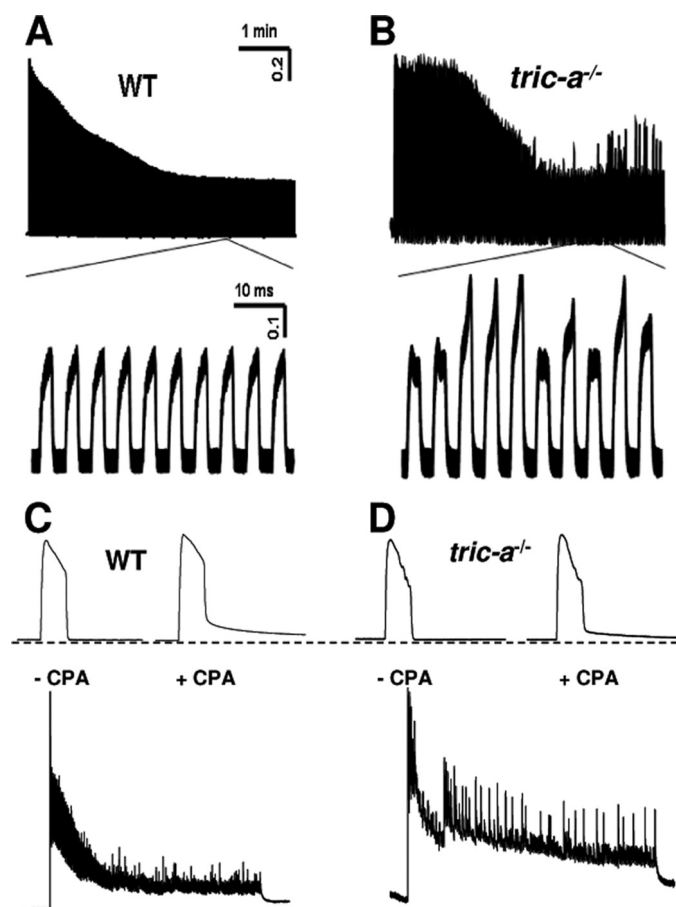 A
1 min
0.2
WT
B
tric-a-/-
10 ms
0.1
C
WT
D
tric-a-/-
- CPA
+ CPA
- CPA
+ CPA